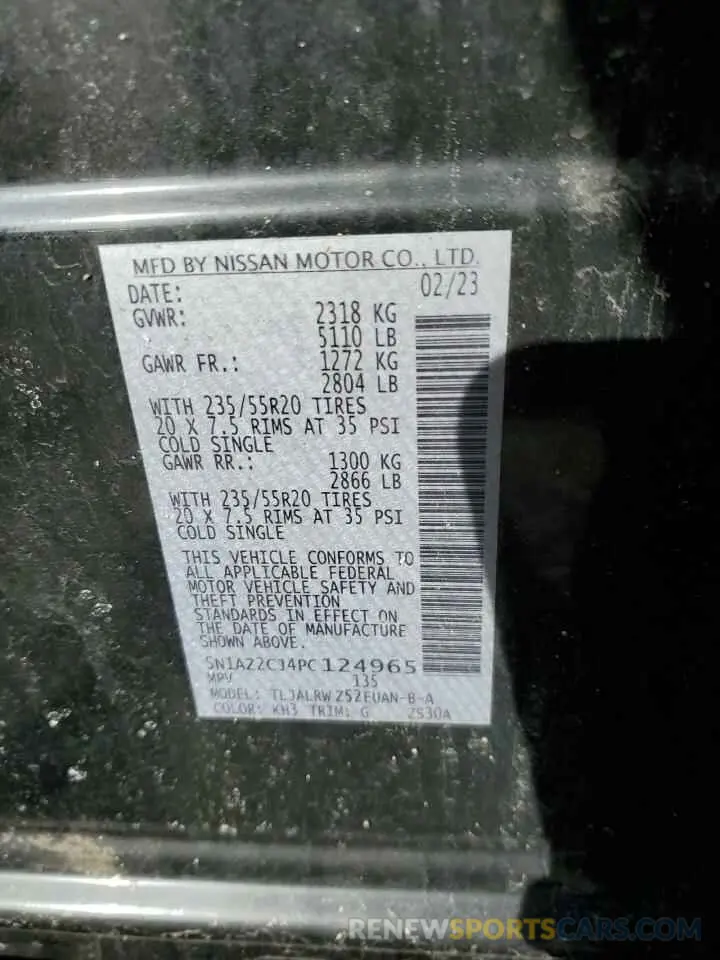 MFD BY NISSAN MOTOR CO., LTD.
DATE: 02/23
GVWR: 2318 KG
5110 LB
GAWR FR.: 1272 KG
2804 LB
WITH 235/55R20 TIRES
20 X 7.5 RIMS AT 35 PSI
COLD SINGLE
GAWR RR.: 1300 KG
2866 LB
WITH 235/55R20 TIRES
20 X 7.5 RIMS AT 35 PSI
COLD SINGLE
THIS VEHICLE CONFORMS TO
ALL APPLICABLE FEDERAL
MOTOR VEHICLE SAFETY AND
THEFT PREVENTION
STANDARDS IN EFFECT ON
THE DATE OF MANUFACTURE
SHOWN ABOVE.
5N1AZ2CJ4PC124965
MPV 135
MODEL: TLJALRWZ52EUAN-B-A
COLOR: KH3 TRIM: G ZS30A
RENEWSPORTSCARS.COM